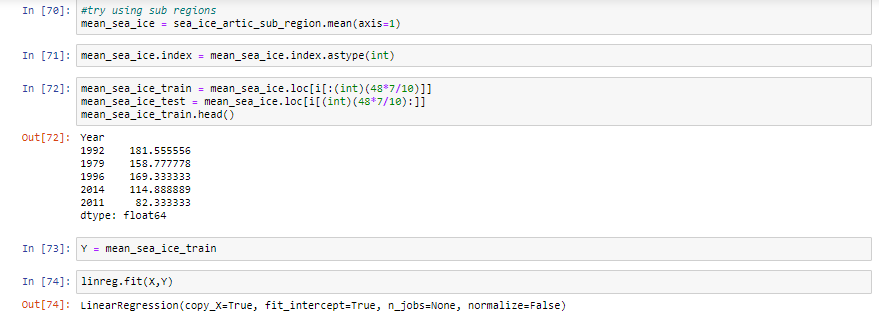 In [70]: #try using sub regions
mean_sea_ice = sea_ice_artic_sub_region.mean(axis=1)
In [71]: mean_sea_ice.index = mean_sea_ice.index.astype(int)
In [72]: mean_sea_ice_train = mean_sea_ice.loc[i[:(int)(48*7/10)]]
mean_sea_ice_test = mean_sea_ice.loc[i[(int)(48*7/10):]]
mean_sea_ice_train.head()
Out[72]: Year
1992 181.555556
1979 158.777778
1996 169.333333
2014 114.888889
2011 82.333333
dtype: float64
In [73]: Y = mean_sea_ice_train
In [74]: linreg.fit(X,Y)
Out[74]: LinearRegression(copy_X=True, fit_intercept=True, n_jobs=None, normalize=False)